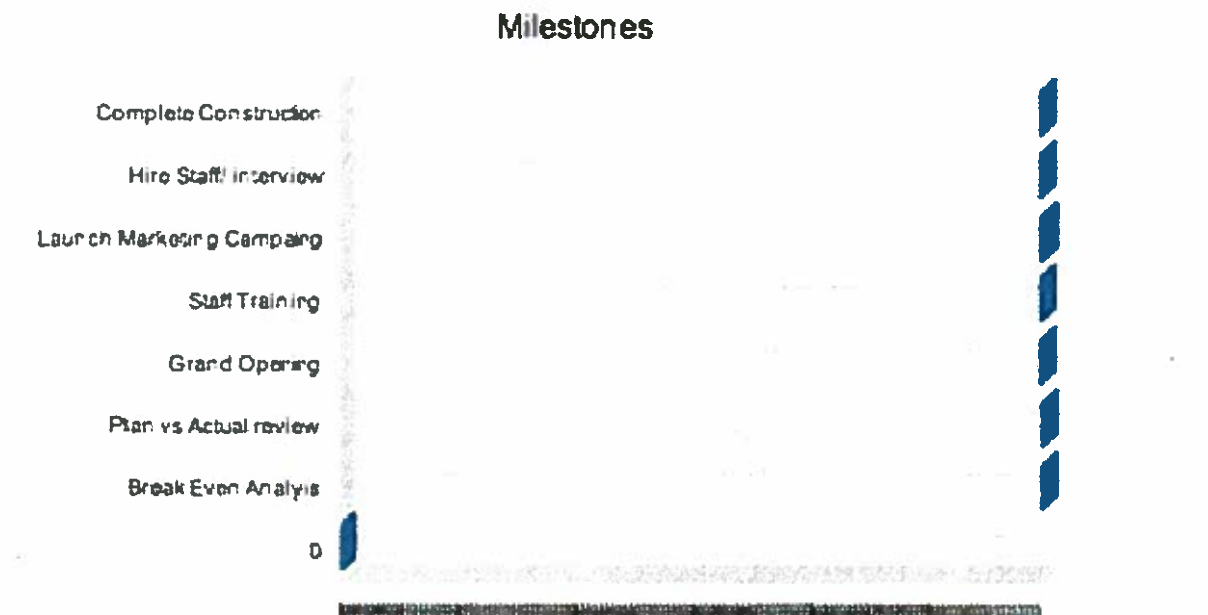 Milestones
Complete Construction
Hire Staff/ interview
Launch Marketing Campaing
Staff Training
Grand Opening
Plan vs Actual review
Break Even Analyis
0